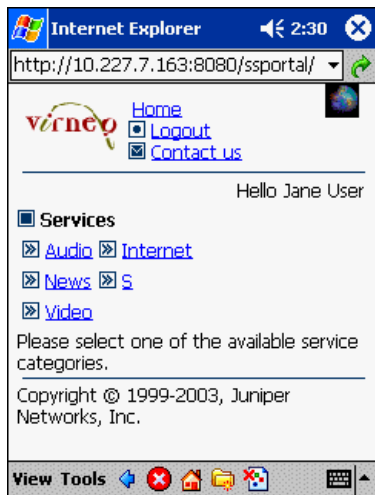 Internet Explorer 2:30
http://10.227.7.163:8080/ssportal/
virneo Home
Logout
Contact us
Hello Jane User
Services
Audio Internet
News S
Video
Please select one of the available service
categories.
Copyright © 1999-2003, Juniper
Networks, Inc.
View Tools